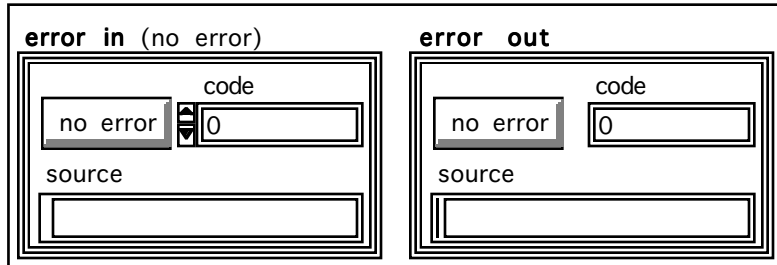 error in (no error)
error out
code
no error
0
source
code
no error
0
source